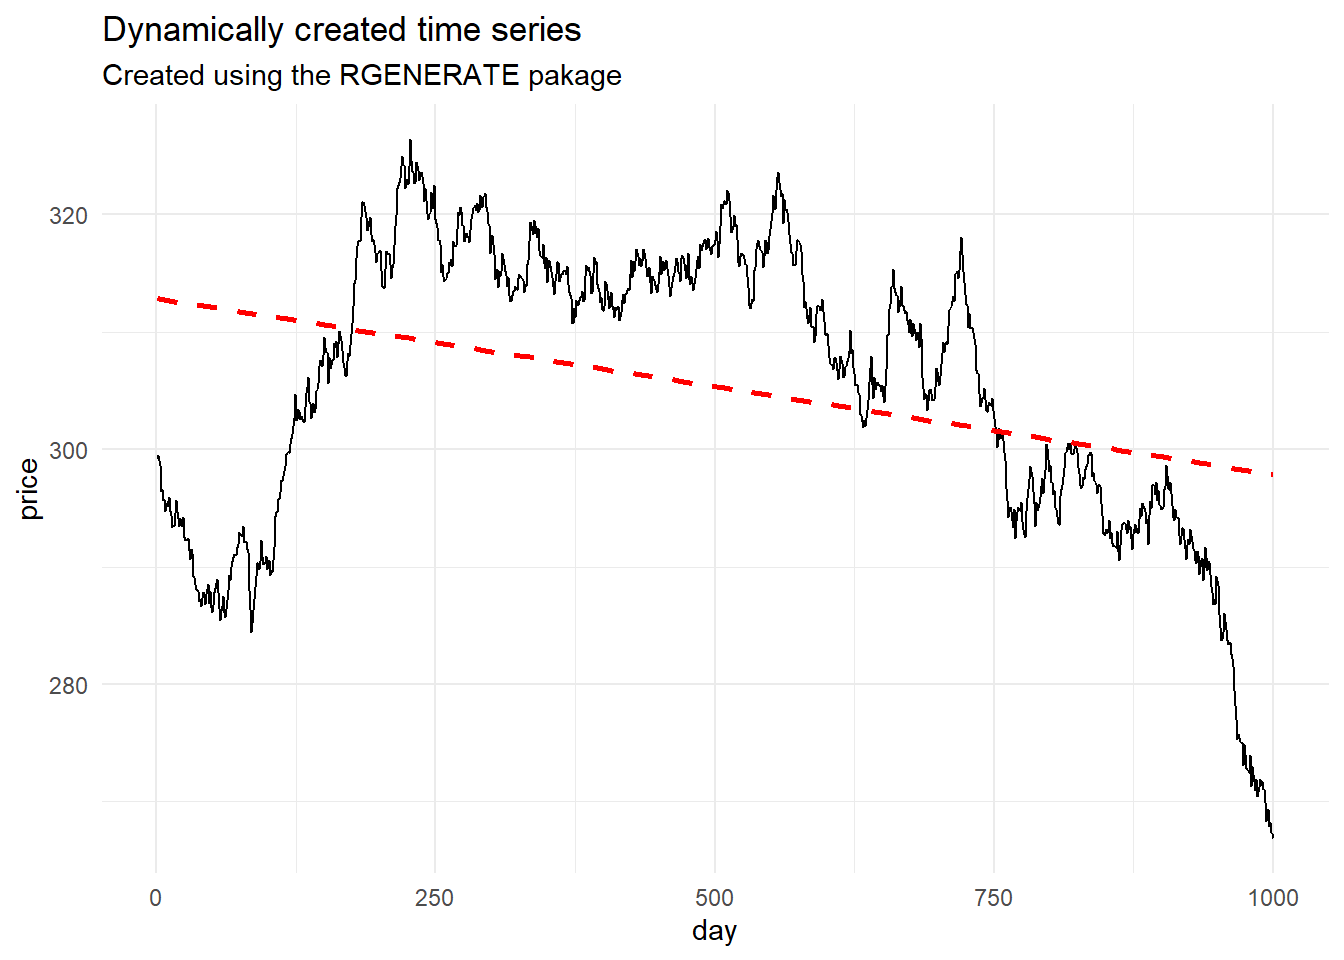 Dynamically created time series
Created using the RGENERATE pakage
320
300
280
price
0 250 500 750 1000
day